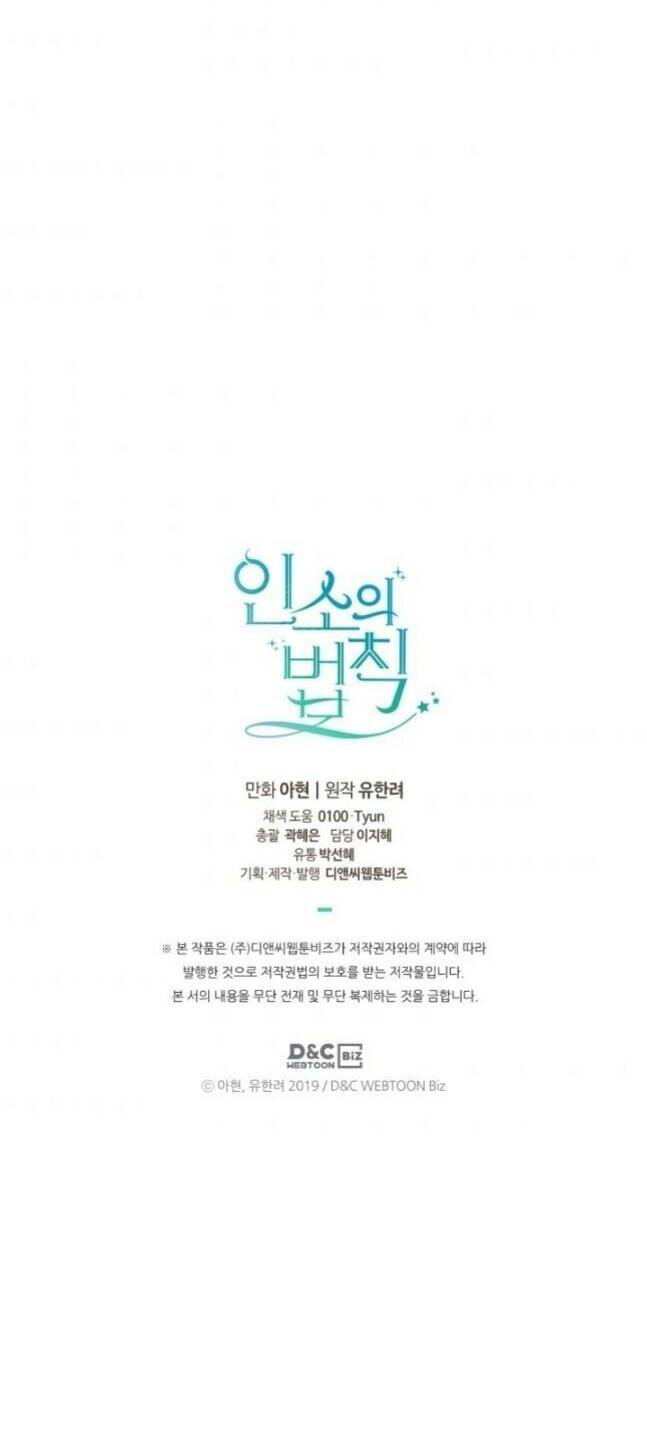 인소의
법칙
만화 아현 | 원작 유한려
채색 도움 0100·Tyun
총괄 곽혜은 담당 이지혜
유통 박선혜
기획·제작·발행 디앤씨웹툰비즈
※ 본 작품은 (주)디앤씨웹툰비즈가 저작권자와의 계약에 따라
발행한 것으로 저작권법의 보호를 받는 저작물입니다.
본 서의 내용을 무단 전재 및 무단 복제하는 것을 금합니다.
D&C
WEBTOON BiZ
ⓒ 아현, 유한려 2019 / D&C WEBTOON Biz